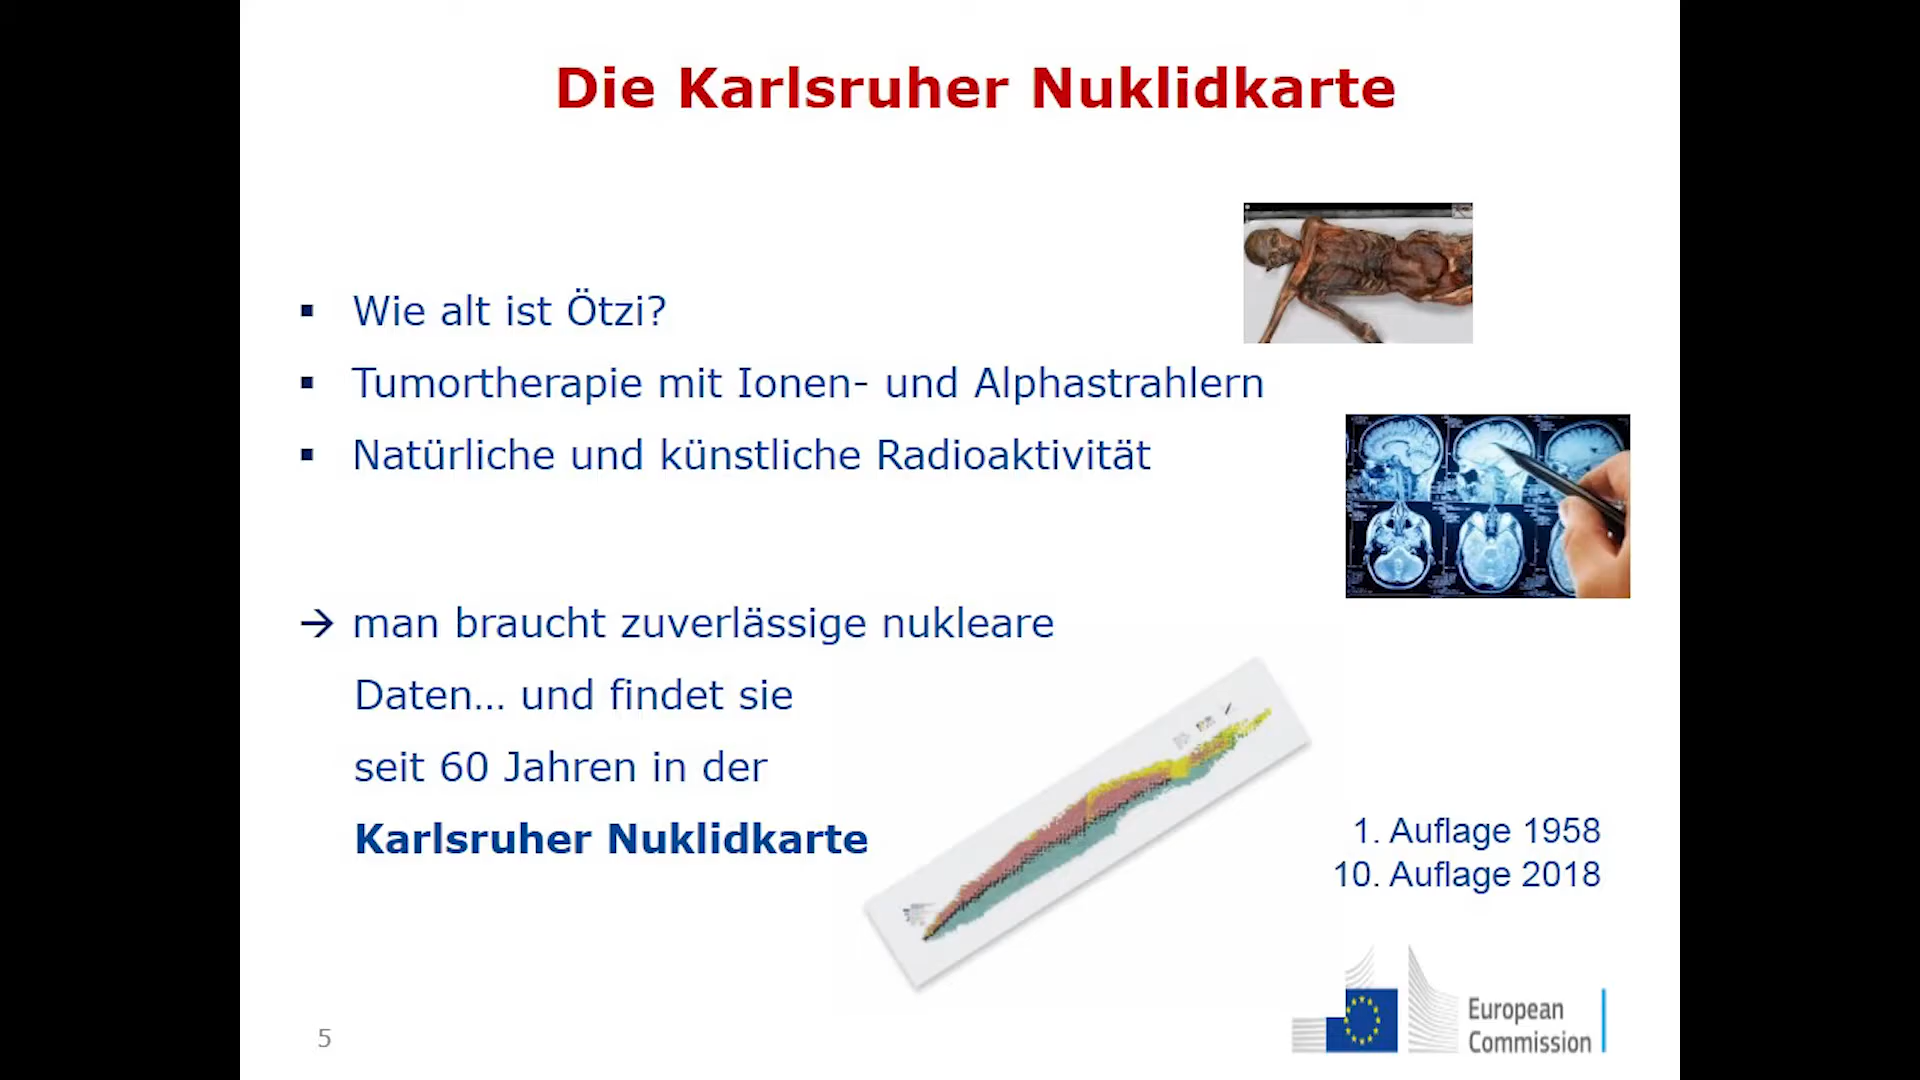 Die Karlsruher Nuklidkarte
▪ Wie alt ist Ötzi?
▪ Tumortherapie mit Ionen- und Alphastrahlern
▪ Natürliche und künstliche Radioaktivität
→ man braucht zuverlässige nukleare
Daten... und findet sie
seit 60 Jahren in der
Karlsruher Nuklidkarte
1. Auflage 1958
10. Auflage 2018
European
Commission
5